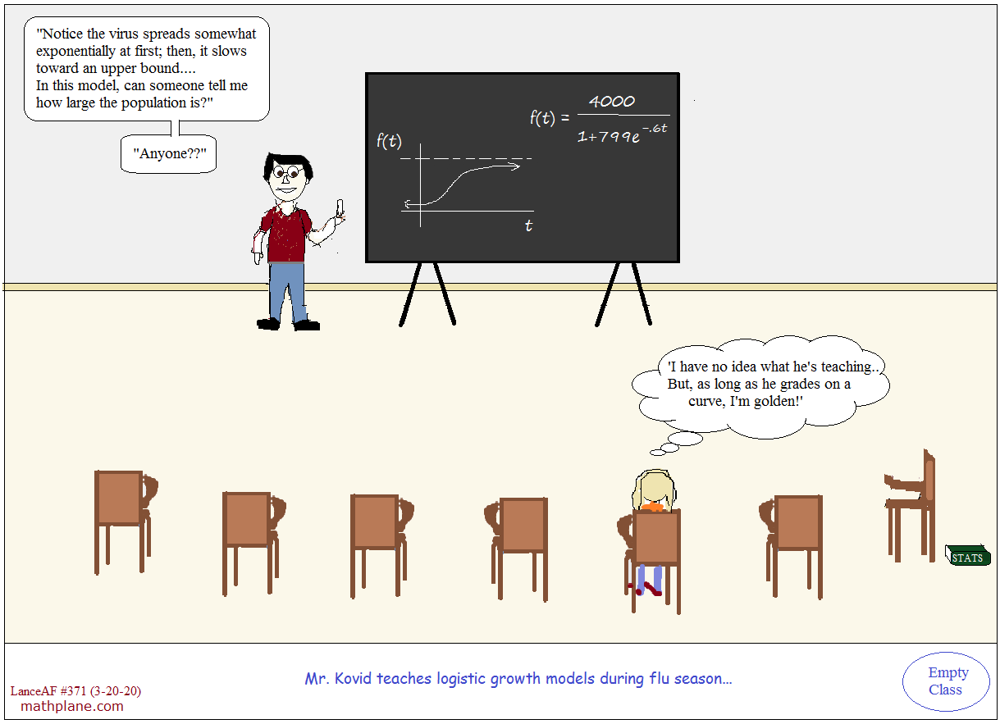 "Notice the virus spreads somewhat
exponentially at first; then, it slows
toward an upper bound....
In this model, can someone tell me
how large the population is?"
"Anyone??"
f(t) = 4000
1+799e^-.6t
f(t)
t
'I have no idea what he's teaching..
But, as long as he grades on a
curve, I'm golden!'
STATS
Mr. Kovid teaches logistic growth models during flu season...
LanceAF #371 (3-20-20)
mathplane.com
Empty
Class